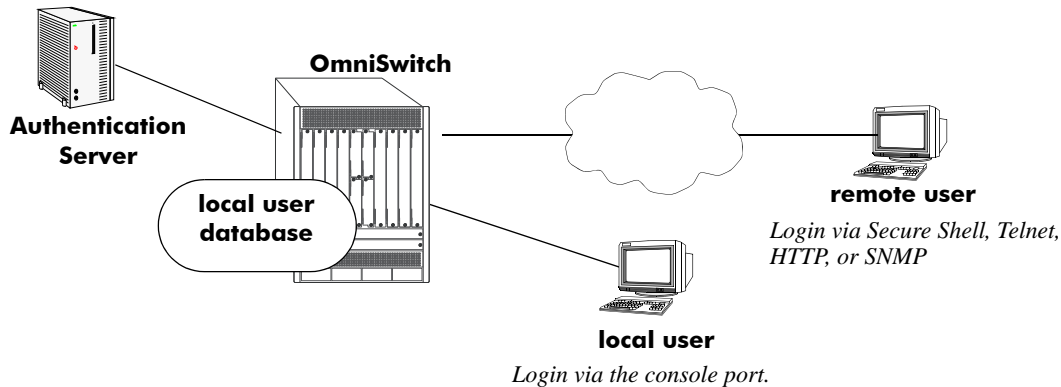 OmniSwitch
Authentication
Server
local user
database
remote user
Login via Secure Shell, Telnet,
HTTP, or SNMP
local user
Login via the console port.